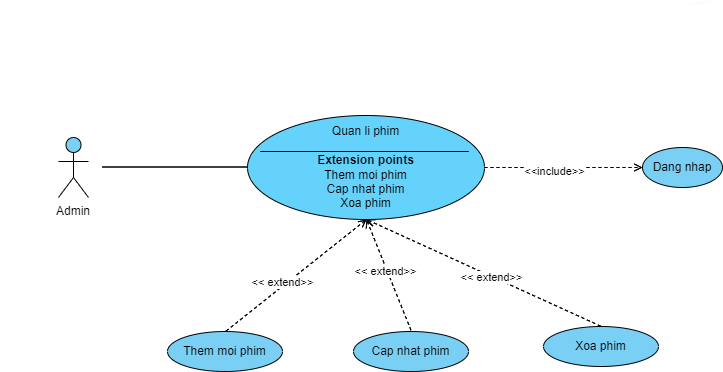 Quan li phim
Extension points
Them moi phim
Cap nhat phim
Xoa phim
<<include>>
Dang nhap
Admin
<< extend>>
<< extend>>
<< extend>>
Them moi phim
Cap nhat phim
Xoa phim